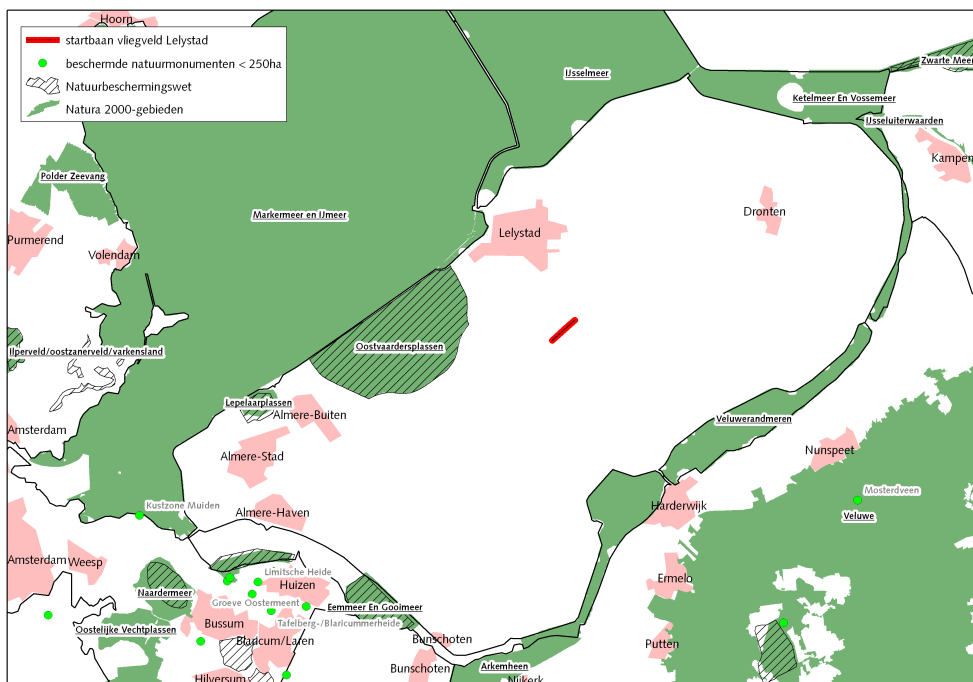 Hoorn
startbaan vliegveld Lelystad
beschermde natuurmonumenten < 250ha
Natuurbeschermingswet
Natura 2000-gebieden
IJsselmeer
Zwarte Meer
Ketelmeer En Vossemeer
IJsseluiterwaarden
Kampen
Polder Zeevang
Markermeer en IJmeer
Dronten
Lelystad
Purmerend
Volendam
Oostvaardersplassen
Ilperveld/oostzanerveld/varkensland
Lepelaarplassen
Almere-Buiten
Veluwerandmeren
Amsterdam
Nunspeet
Almere-Stad
Mosterdveen
Kustzone Muiden
Harderwijk
Almere-Haven
Veluwe
Amsterdam
Weesp
Limitsche Heide
Ermelo
Huizen
Naardermeer
Groeve Oostermeent
Eemmeer En Gooimeer
Bussum
Tafelberg-/Blaricummerheide
Oostelijke Vechtplassen
Blaricum/Laren
Bunschoten
Putten
Arkemheen
Bunschoten
Hilversum
Nijkerk